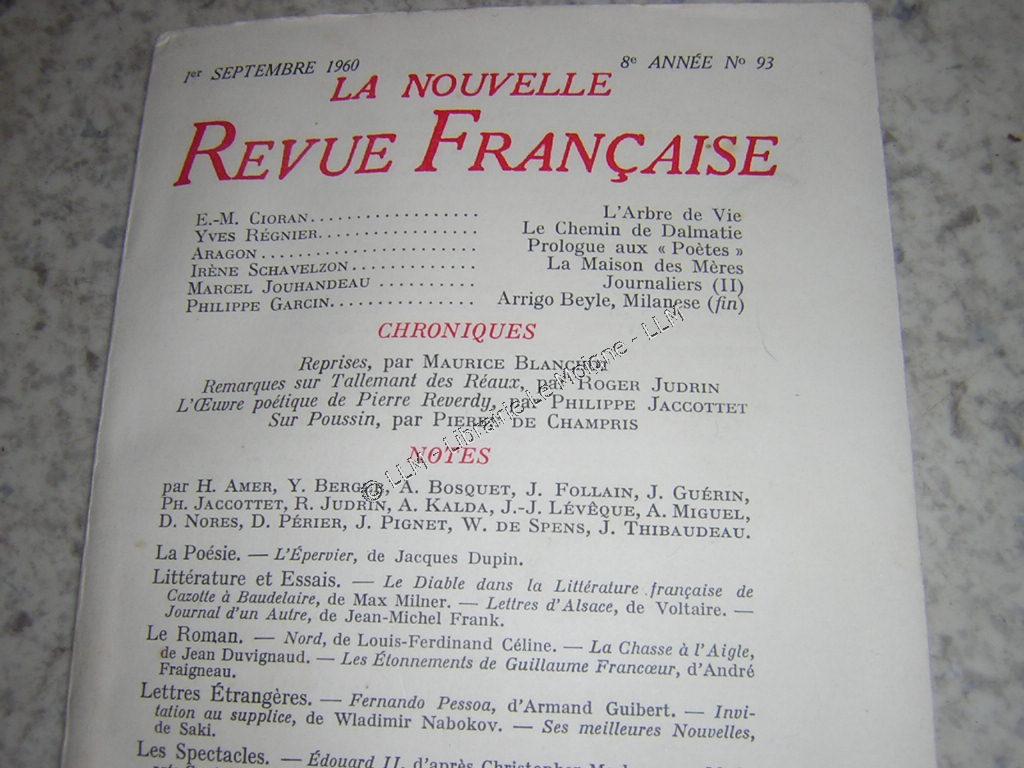 1er SEPTEMBRE 1960 8e ANNÉE No 93
LA NOUVELLE
REVUE FRANÇAISE
E.-M. CIORAN.................. L'Arbre de Vie
YVES RÉGNIER.................. Le Chemin de Dalmatie
ARAGON........................ Prologue aux « Poètes »
IRÈNE SCHAVELZON.............. La Maison des Mères
MARCEL JOUHANDEAU ........... Journaliers (II)
PHILIPPE GARCIN................ Arrigo Beyle, Milanese (fin)
CHRONIQUES
Reprises, par MAURICE BLANCHOT
Remarques sur Tallemant des Réaux, par ROGER JUDRIN
L'Œuvre poétique de Pierre Reverdy, par PHILIPPE JACCOTTET
Sur Poussin, par PIERRE DE CHAMPRIS
NOTES
par H. AMER, Y. BERGER, A. BOSQUET, J. FOLLAIN, J. GUÉRIN,
PH. JACCOTTET, R. JUDRIN, A. KALDA, J.-J. LÉVÊQUE, A. MIGUEL,
D. NORES, D. PÉRIER, J. PIGNET, W. DE SPENS, J. THIBAUDEAU.
La Poésie. — L'Épervier, de Jacques Dupin.
Littérature et Essais. — Le Diable dans la Littérature française de
Cazotte à Baudelaire, de Max Milner. — Lettres d'Alsace, de Voltaire. —
Journal d'un Autre, de Jean-Michel Frank.
Le Roman. — Nord, de Louis-Ferdinand Céline. — La Chasse à l'Aigle,
de Jean Duvignaud. — Les Étonnements de Guillaume Francœur, d'André
Fraigneau.
Lettres Étrangères. — Fernando Pessoa, d'Armand Guibert. — Invi-
tation au supplice, de Wladimir Nabokov. — Ses meilleures Nouvelles,
de Saki.
Les Spectacles. — Édouard II, d'après Christopher
© LLM - Librairie Le Moigne - LLM